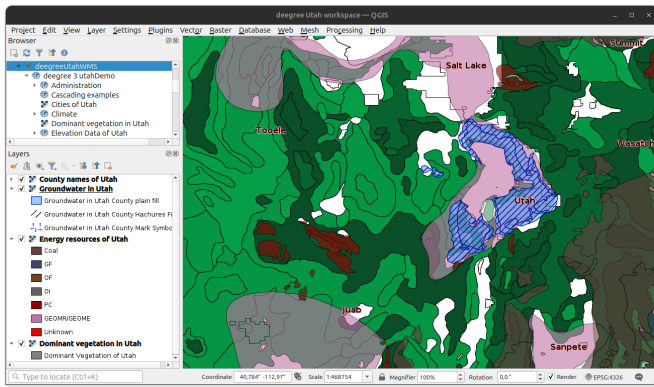 deegree Utah workspace — QGIS
Project Edit View Layer Settings Plugins Vector Raster Database Web Mesh Processing Help
Browser
deegreeUtahWMS
deegree 3 utahDemo
Administration
Cascading examples
Cities of Utah
Climate
Dominant vegetation in Utah
Elevation Data of Utah
Layers
County names of Utah
Groundwater in Utah
Groundwater in Utah County plain fill
Groundwater in Utah County Hachures Fi
Groundwater in Utah County Mark Symbo
Energy resources of Utah
Coal
GF
OF
OI
PC
GEOMR/GEOME
Unknown
Dominant vegetation in Utah
Dominant Vegetation of Utah
Summit
Salt Lake
Tooele
Wasatch
Utah
Juab
Sanpete
Type to locate (Ctrl+K) Coordinate 40,784° -112,97° Scale 1:468754 Magnifier 100% Rotation 0,0° Render EPSG:4326